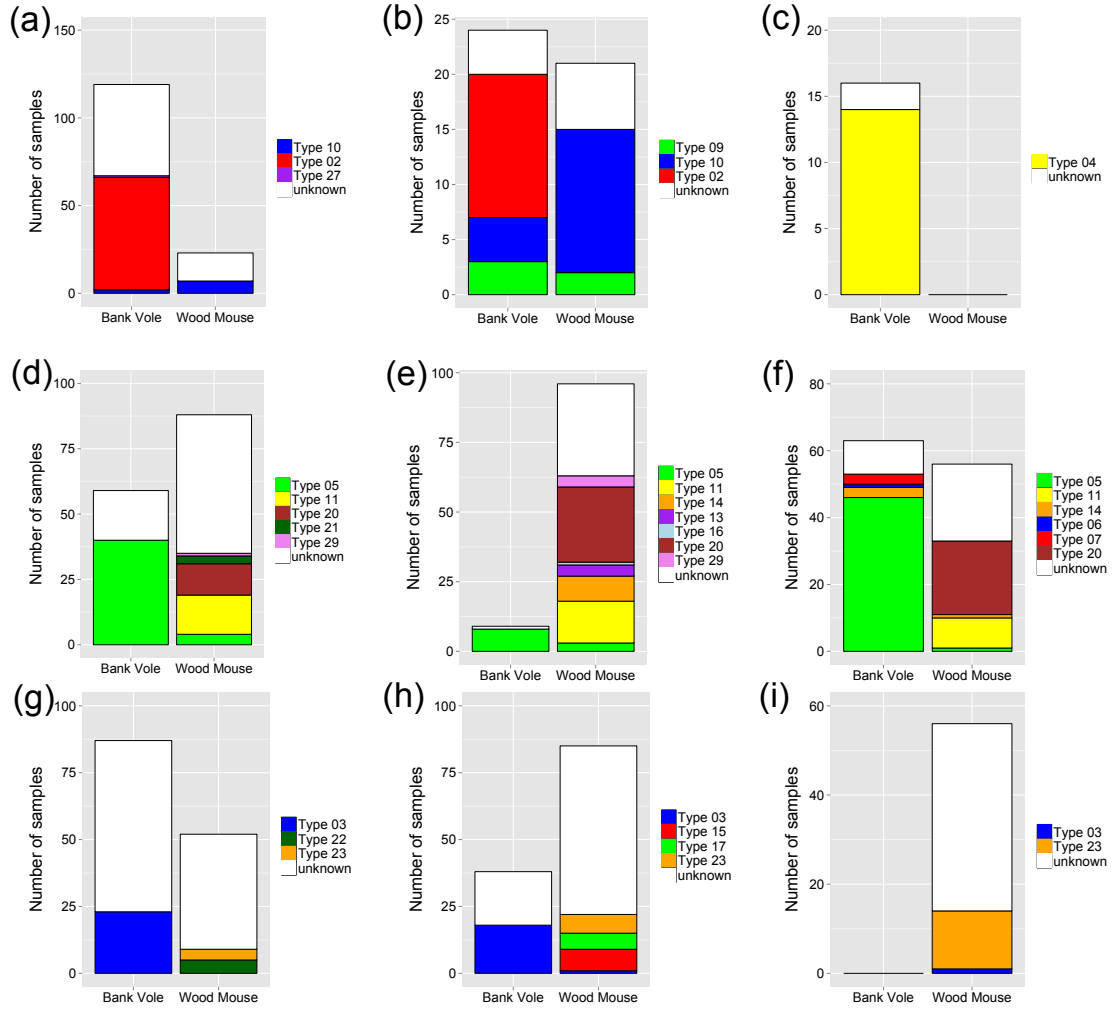 (a)
Number of samples
150
100
50
0
Bank Vole Wood Mouse
Type 10
Type 02
Type 27
unknown
(b)
Number of samples
25
20
15
10
5
0
Bank Vole Wood Mouse
Type 09
Type 10
Type 02
unknown
(c)
Number of samples
20
15
10
5
0
Bank Vole Wood Mouse
Type 04
unknown
(d)
Number of samples
100
75
50
25
0
Bank Vole Wood Mouse
Type 05
Type 11
Type 20
Type 21
Type 29
unknown
(e)
Number of samples
100
75
50
25
0
Bank Vole Wood Mouse
Type 05
Type 11
Type 14
Type 13
Type 16
Type 20
Type 29
unknown
(f)
Number of samples
80
60
40
20
0
Bank Vole Wood Mouse
Type 05
Type 11
Type 14
Type 06
Type 07
Type 20
unknown
(g)
Number of samples
100
75
50
25
0
Bank Vole Wood Mouse
Type 03
Type 22
Type 23
unknown
(h)
Number of samples
100
75
50
25
0
Bank Vole Wood Mouse
Type 03
Type 15
Type 17
Type 23
unknown
(i)
Number of samples
60
40
20
0
Bank Vole Wood Mouse
Type 03
Type 23
unknown